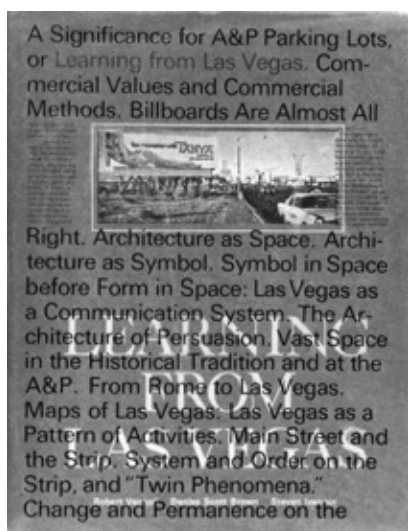 A Significance for A&P Parking Lots,
or Learning from Las Vegas. Com-
mercial Values and Commercial
Methods. Billboards Are Almost All
Right. Architecture as Space. Archi-
tecture as Symbol. Symbol in Space
before Form in Space: Las Vegas as
a Communication System. The Ar-
chitecture of Persuasion. Vast Space
in the Historical Tradition and at the
A&P. From Rome to Las Vegas.
Maps of Las Vegas. Las Vegas as a
Pattern of Activities. Main Street and
the Strip. System and Order on the
Strip, and "Twin Phenomena."
Change and Permanence on the
LEARNING
FROM
LAS VEGAS
Robert Venturi Denise Scott Brown Steven Izenour